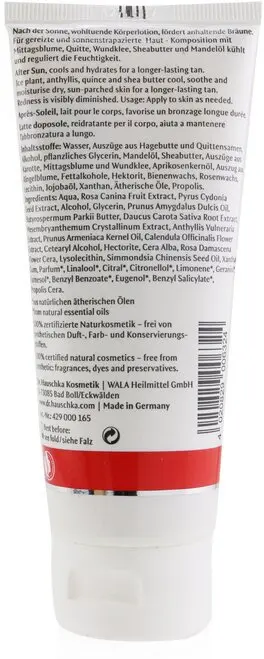 Nach der Sonne, wohltuende Körperlotion, fördert anhaltende Bräune.
Für gereizte und sonnenstrapazierte Haut - Komposition mit
Mittagsblume, Quitte, Wundklee, Sheabutter und Mandelöl kühlt
und reguliert die Feuchtigkeit.
After Sun, cools and hydrates for a longer-lasting tan.
Ice plant, anthyllis, quince and shea butter cool, soothe and
hydrate dry, sun-stressed skin for a longer-lasting tan.
Redness is visibly diminished. Usage: Apply to skin as needed.
Après-Soleil, lait pour le corps, favorise un bronzage longue durée.
Latte doposole, reidratante per il corpo, aiuta a mantenere
a lungo l'abbronzatura.
Inhaltsstoffe: Wasser, Auszüge aus Hagebutte und Quittensamen,
Alkohol, pflanzliches Glycerin, Mandelöl, Sheabutter, Auszüge aus
Karotte, Mittagsblume und Wundklee, Aprikosenkernöl, Auszug aus
Ringelblume, Fettalkohole, Hektorit, Bienenwachs, Rosenwachs,
Lecithin, Jojobaöl, Xanthan, Ätherische Öle, Propolis.
Ingredients: Aqua, Rosa Canina Fruit Extract, Pyrus Cydonia
Seed Extract, Alcohol, Glycerin, Prunus Amygdalus Dulcis Oil,
Butyrospermum Parkii Butter, Daucus Carota Sativa Root Extract,
Mesembryanthemum Crystallinum Extract, Anthyllis Vulneraria
Extract, Prunus Armeniaca Kernel Oil, Calendula Officinalis Flower
Extract, Cetearyl Alcohol, Hectorite, Cera Alba, Rosa Damascena
Flower Cera, Lysolecithin, Simmondsia Chinensis Seed Oil, Xanthan
Gum, Parfum*, Linalool*, Citral*, Citronellol*, Limonene*, Geraniol*,
Benzyl Benzoate*, Eugenol*, Benzyl Salicylate*,
Propolis Cera.
aus natürlichen ätherischen Ölen
from natural essential oils
100% zertifizierte Naturkosmetik – frei von
synthetischen Duft-, Farb- und Konservierungs-
stoffen.
100% certified natural cosmetics – free from
synthetic fragrances, dyes and preservatives.
Dr.Hauschka Kosmetik | WALA Heilmittel GmbH
73085 Bad Boll/Eckwälden
www.dr.hauschka.com | Made in Germany
Art.-Nr.: 429 000 165
Best before:
on fold/siehe Falz